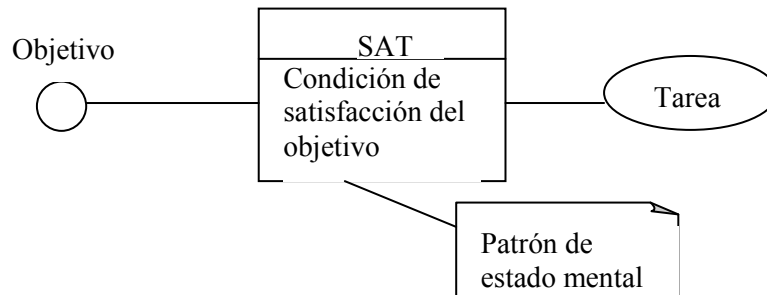 Objetivo
SAT
Condición de
satisfacción del
objetivo
Tarea
Patrón de
estado mental